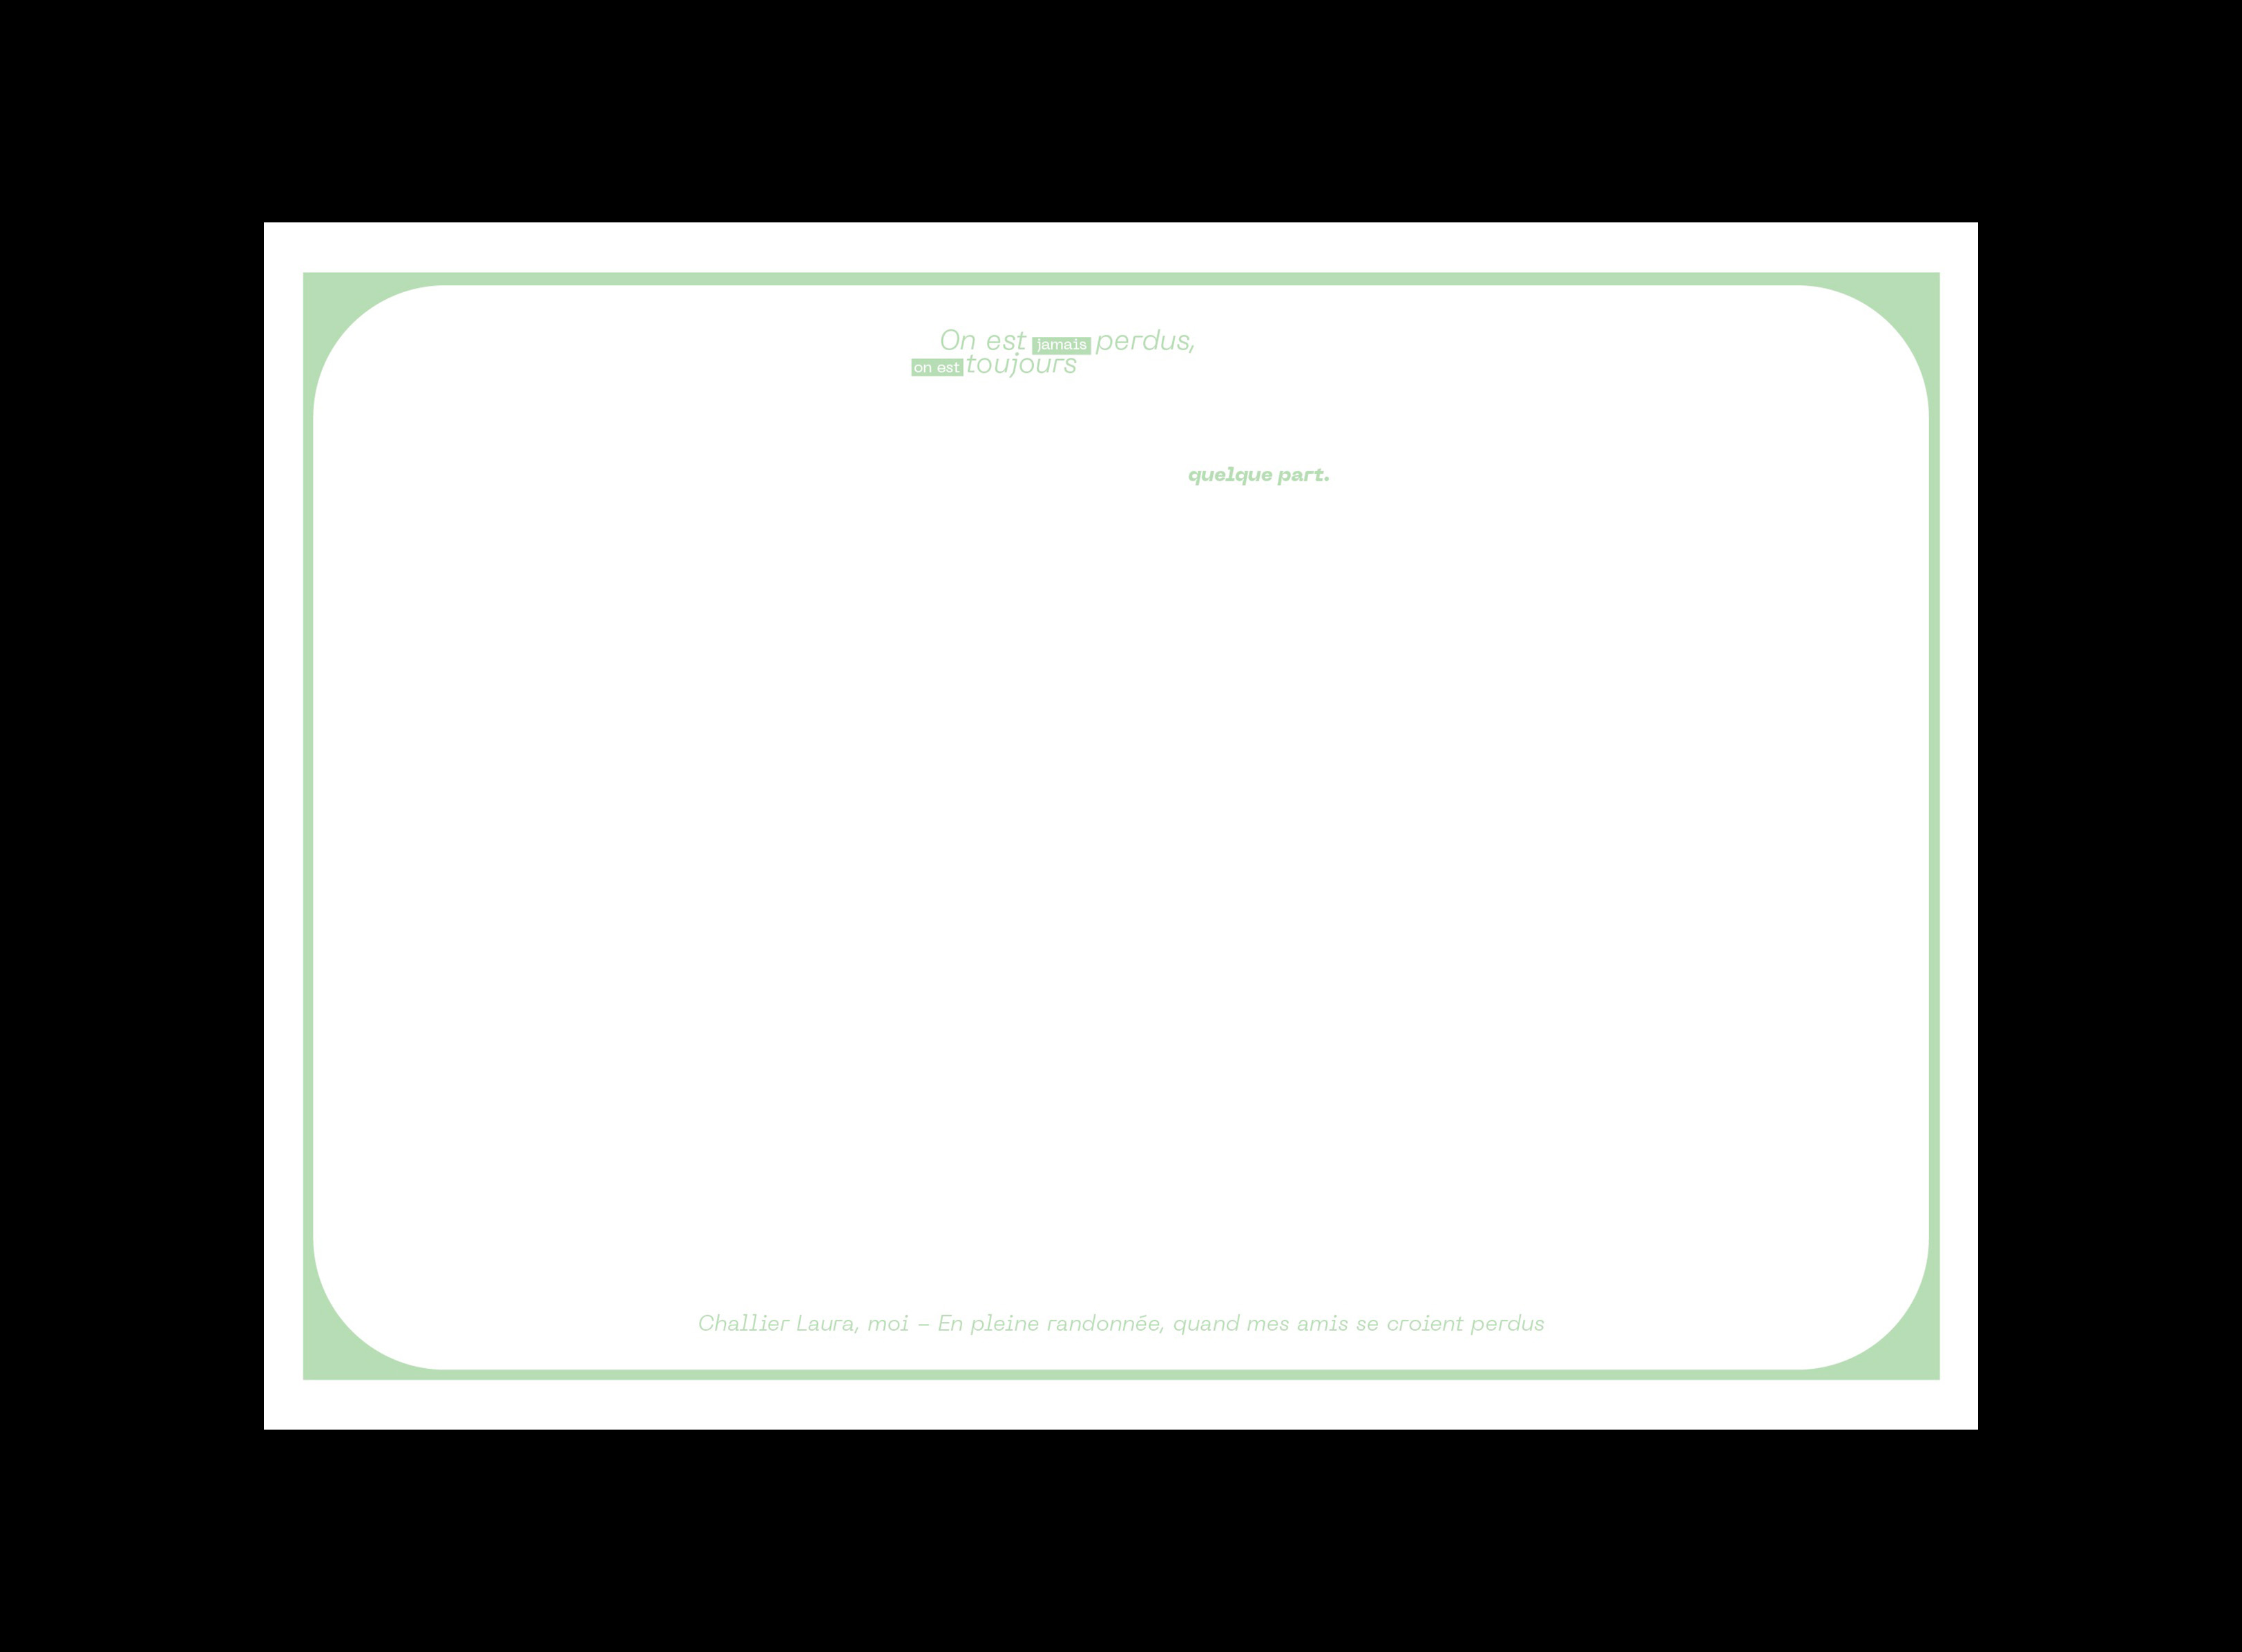 On est jamais perdus,
on est toujours
quelque part.
Challier Laura, moi – En pleine randonnée, quand mes amis se croient perdus